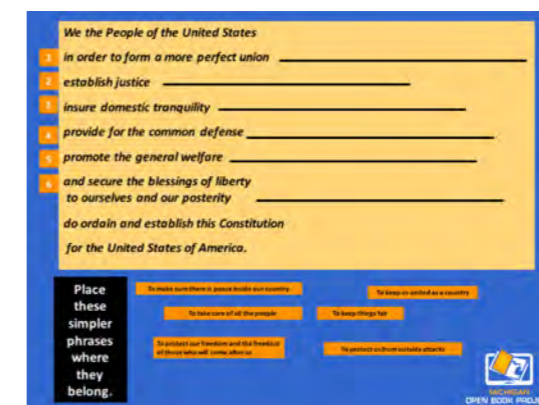 We the People of the United States
1 in order to form a more perfect union
2 establish justice
3 insure domestic tranquility
4 provide for the common defense
5 promote the general welfare
6 and secure the blessings of liberty
to ourselves and our posterity
do ordain and establish this Constitution
for the United States of America.
Place
these
simpler
phrases
where
they
belong.
To make sure there is peace inside our country
To keep us united as a country
To take care of all the people
To keep things fair
To protect our freedom and the freedom
of those who will come after us
To protect us from outside attacks
MICHIGAN
OPEN BOOK PROJE